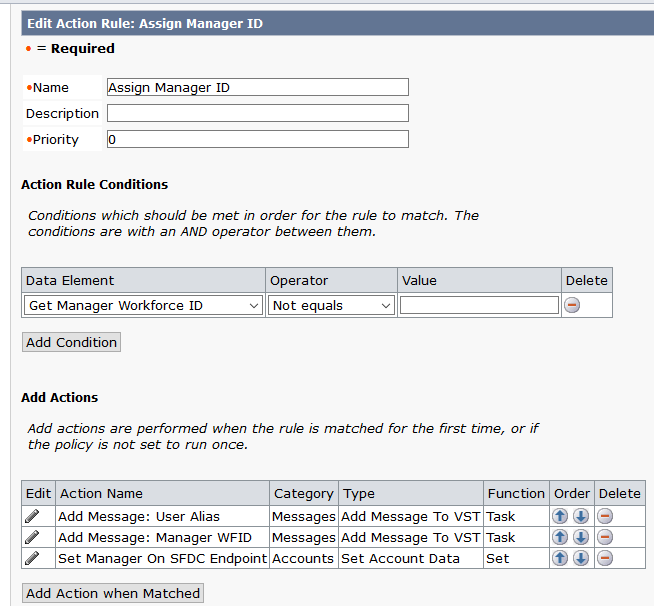 Edit Action Rule: Assign Manager ID
• = Required
•Name Assign Manager ID
Description
•Priority 0
Action Rule Conditions
Conditions which should be met in order for the rule to match. The
conditions are with an AND operator between them.
Data Element Operator Value Delete
Get Manager Workforce ID Not equals
Add Condition
Add Actions
Add actions are performed when the rule is matched for the first time, or if
the policy is not set to run once.
Edit Action Name Category Type Function Order Delete
Add Message: User Alias Messages Add Message To VST Task
Add Message: Manager WFID Messages Add Message To VST Task
Set Manager On SFDC Endpoint Accounts Set Account Data Set
Add Action when Matched